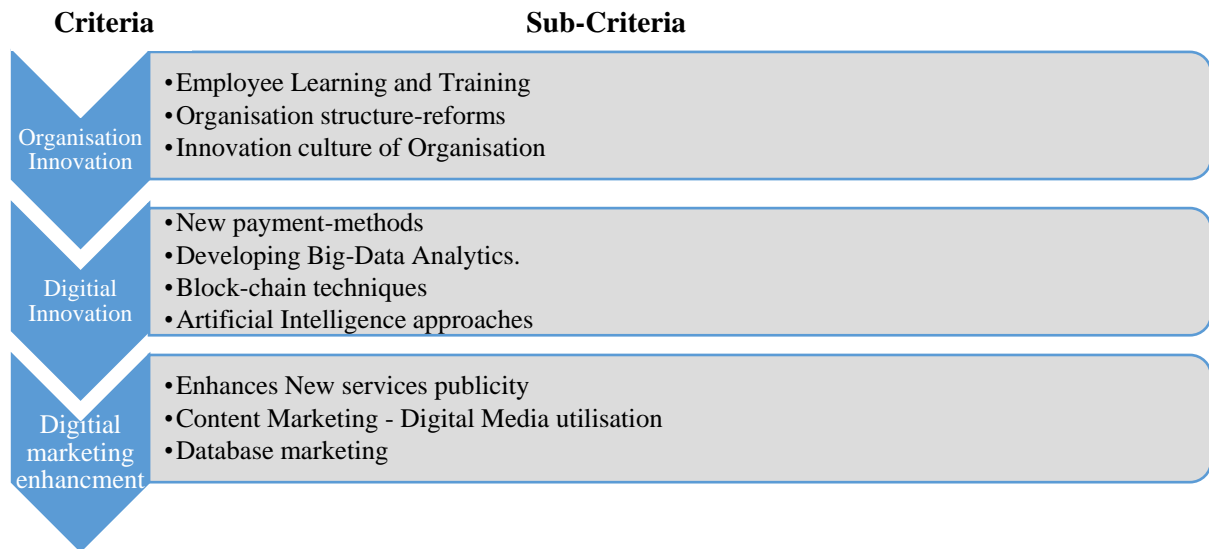 Criteria
Sub-Criteria
Organisation
Innovation
•Employee Learning and Training
•Organisation structure-reforms
•Innovation culture of Organisation
Digitial
Innovation
•New payment-methods
•Developing Big-Data Analytics.
•Block-chain techniques
•Artificial Intelligence approaches
Digitial
marketing
enhancment
•Enhances New services publicity
•Content Marketing - Digital Media utilisation
•Database marketing